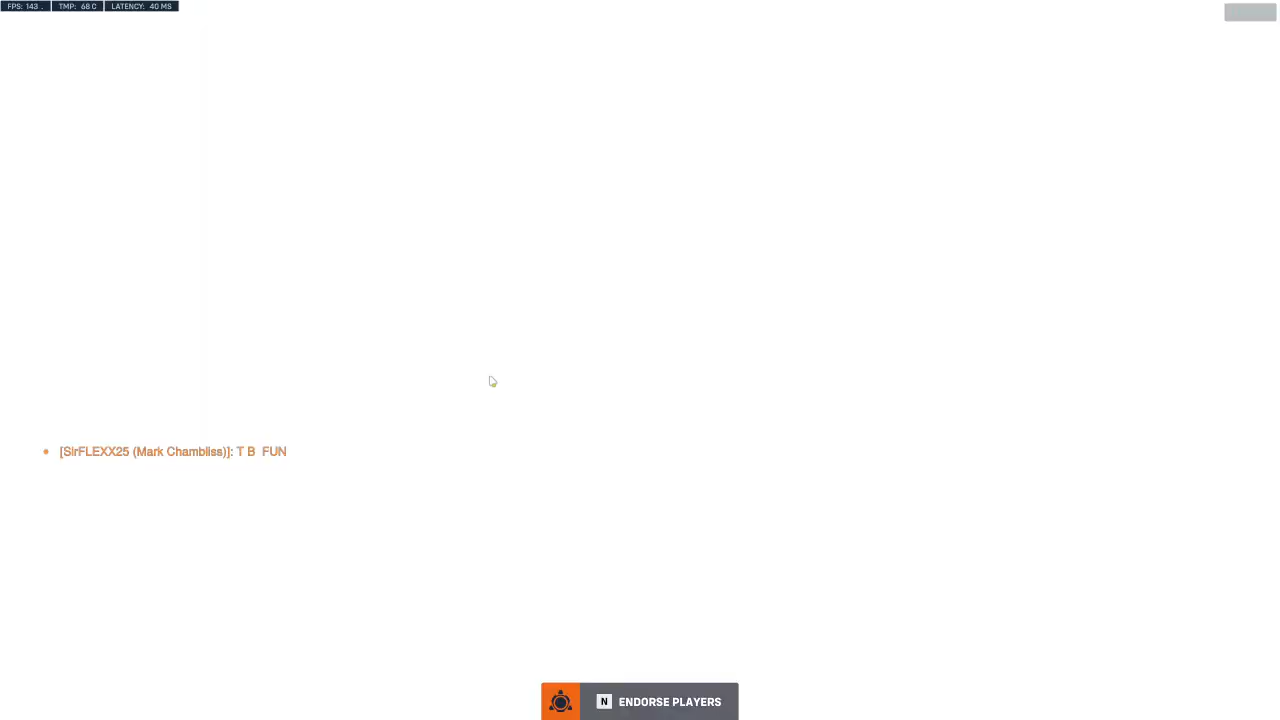 FPS: 143 . TMP: 68 C LATENCY: 40 MS
• [SirFLEXX25 (Mark Chambliss)]: T B  FUN
N ENDORSE PLAYERS